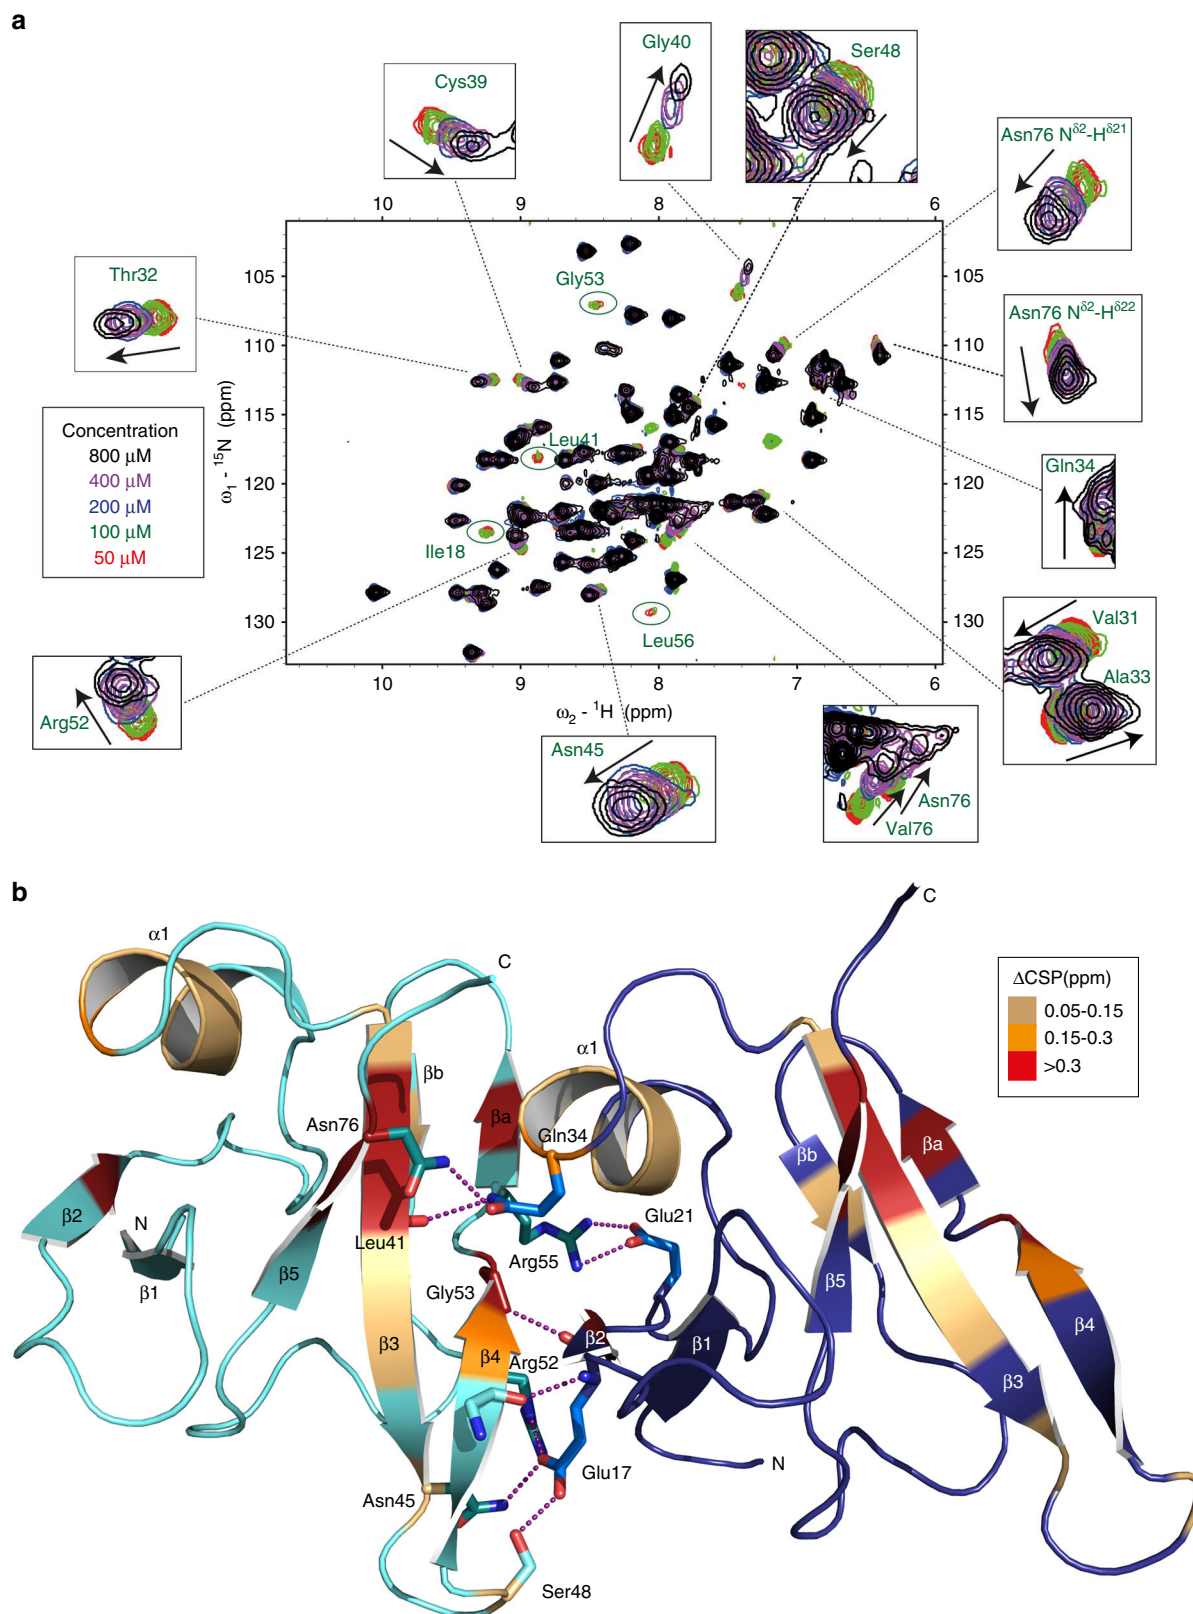 a
Cys39
Gly40
Ser48
Asn76 Nδ2-Hδ21
Thr32
10 9 8 7 6
Gly53
105 105
110 110
115 115
120 120
125 125
130 130
Leu41
Ile18
Leu56
ω1 - 15N (ppm)
10 9 8 7 6
ω2 - 1H (ppm)
Asn76 Nδ2-Hδ22
Concentration
800 μM
400 μM
200 μM
100 μM
50 μM
Gln34
Val31
Ala33
Arg52
Asn45
Asn76
Val76
b
α1
C
C
ΔCSP(ppm)
0.05-0.15
0.15-0.3
>0.3
α1
βb
βa
Asn76
Gln34
βb
βa
β2
N
Leu41
Glu21
Arg55
β1
β5
Gly53
β5
β3
β4
β2
β1
β4
Arg52
β3
N
Glu17
Asn45
Ser48